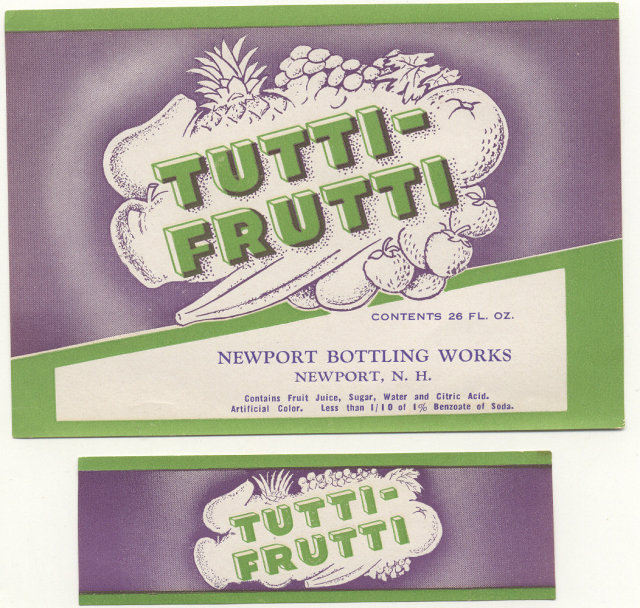 TUTTI-
FRUTTI
CONTENTS 26 FL. OZ.
NEWPORT BOTTLING WORKS
NEWPORT, N. H.
Contains Fruit Juice, Sugar, Water and Citric Acid.
Artificial Color. Less than 1/10 of 1% Benzoate of Soda.
TUTTI-
FRUTTI